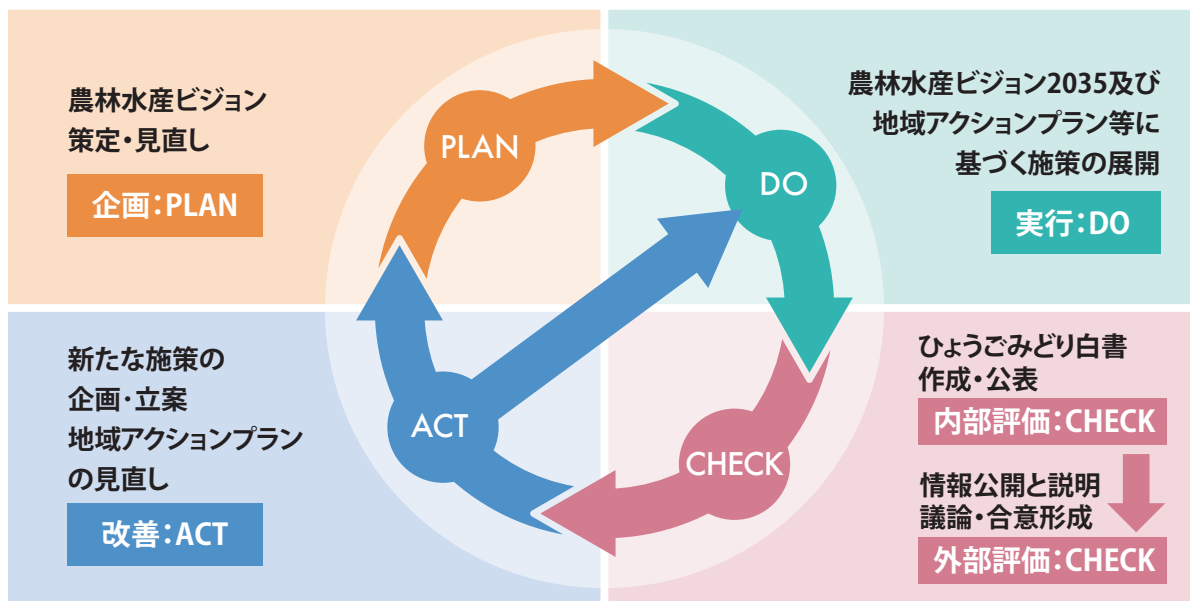 農林水産ビジョン
策定・見直し
企画：PLAN
PLAN
農林水産ビジョン2035及び
地域アクションプラン等に
基づく施策の展開
実行：DO
DO
新たな施策の
企画・立案
地域アクションプラン
の見直し
改善：ACT
ACT
CHECK
ひょうごみどり白書
作成・公表
内部評価：CHECK
情報公開と説明
議論・合意形成
外部評価：CHECK